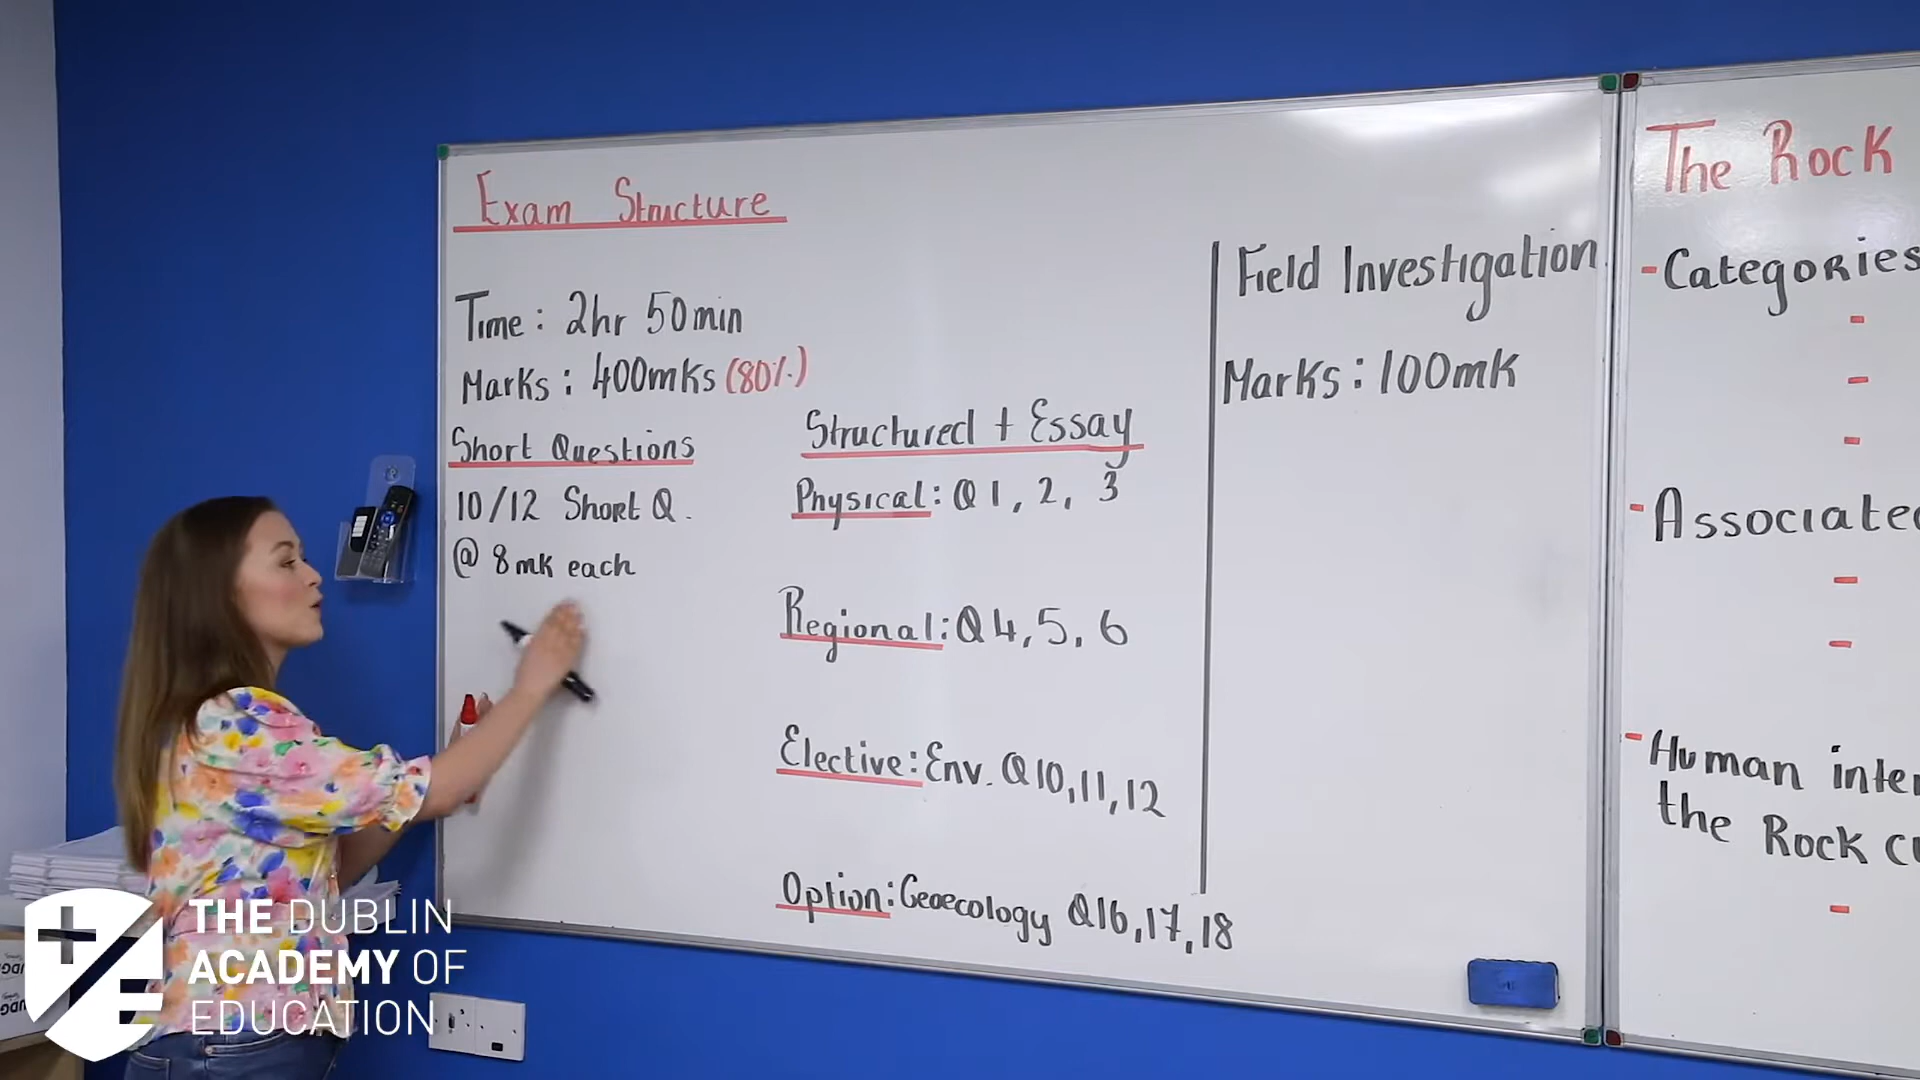 Exam Structure
Time: 2hr 50min
Marks: 400mks (80%)
Short Questions
10/12 Short Q.
@ 8mk each
Structured + Essay
Physical: Q1, 2, 3
Regional: Q4, 5, 6
Elective: Env. Q10, 11, 12
Option: Geoecology Q16, 17, 18
Field Investigation
Marks: 100mk
The Rock
- Categories
-
-
-
- Associated
-
-
- Human inter
the Rock c
-
THE DUBLIN
ACADEMY OF
EDUCATION